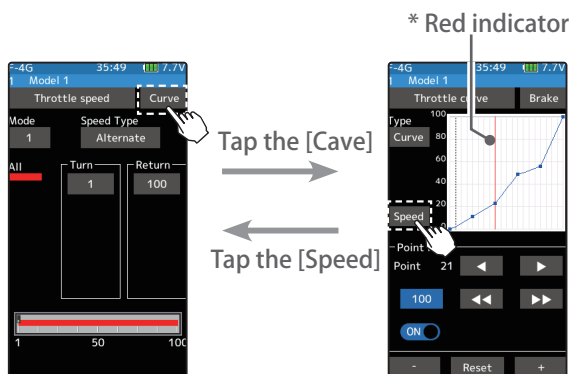 * Red indicator
-4G 35:49 7.7V
1 Model 1
Throttle speed Curve
Mode Speed Type
1 Alternate
All Turn Return
1 100
1 50 100
Tap the [Cave]
Tap the [Speed]
-4G 35:49 7.7V
1 Model 1
Throttle curve Brake
Type
Curve
100
80
60
40
20
0
Speed
Point
Point 21
100
ON
- Reset +